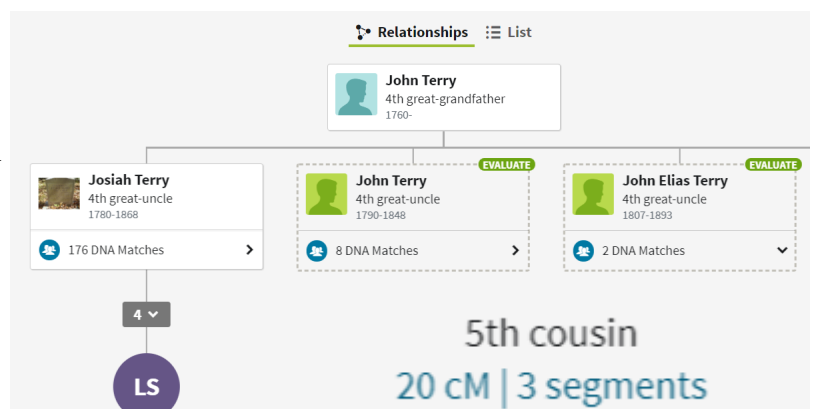 Relationships List
John Terry
4th great-grandfather
1760-
EVALUATE
EVALUATE
Josiah Terry
4th great-uncle
1780-1868
176 DNA Matches
John Terry
4th great-uncle
1790-1848
8 DNA Matches
John Elias Terry
4th great-uncle
1807-1893
2 DNA Matches
4
LS
5th cousin
20 cM | 3 segments